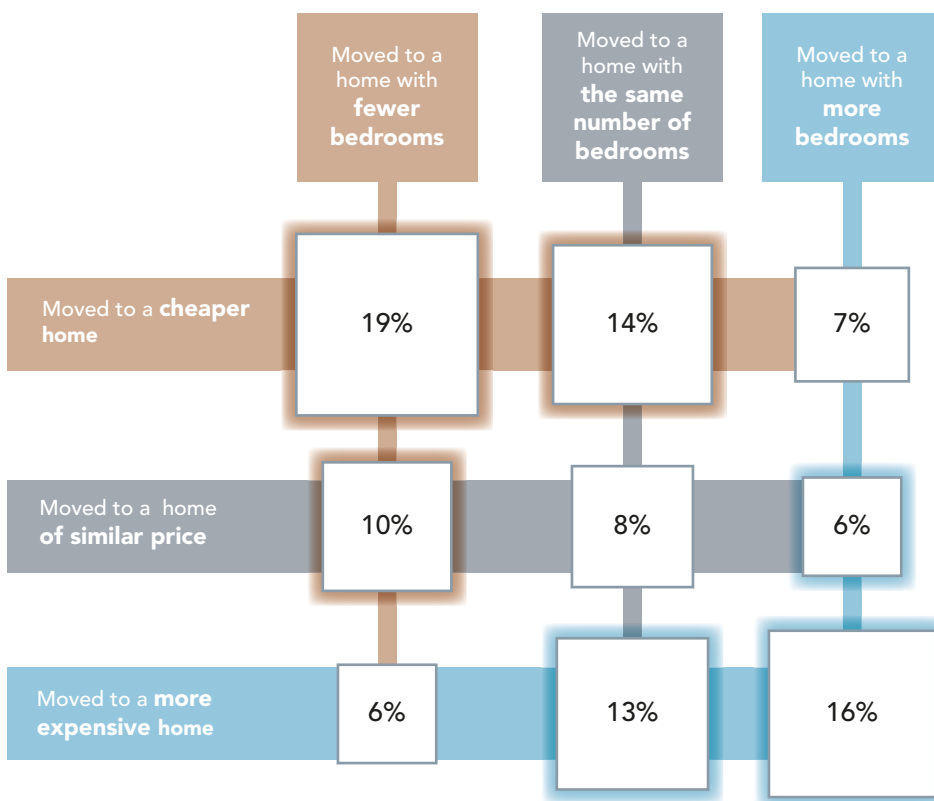 Moved to a
home with
fewer
bedrooms
Moved to a
home with
the same
number of
bedrooms
Moved to a
home with
more
bedrooms
Moved to a cheaper
home
19%
14%
7%
Moved to a home
of similar price
10%
8%
6%
Moved to a more
expensive home
6%
13%
16%